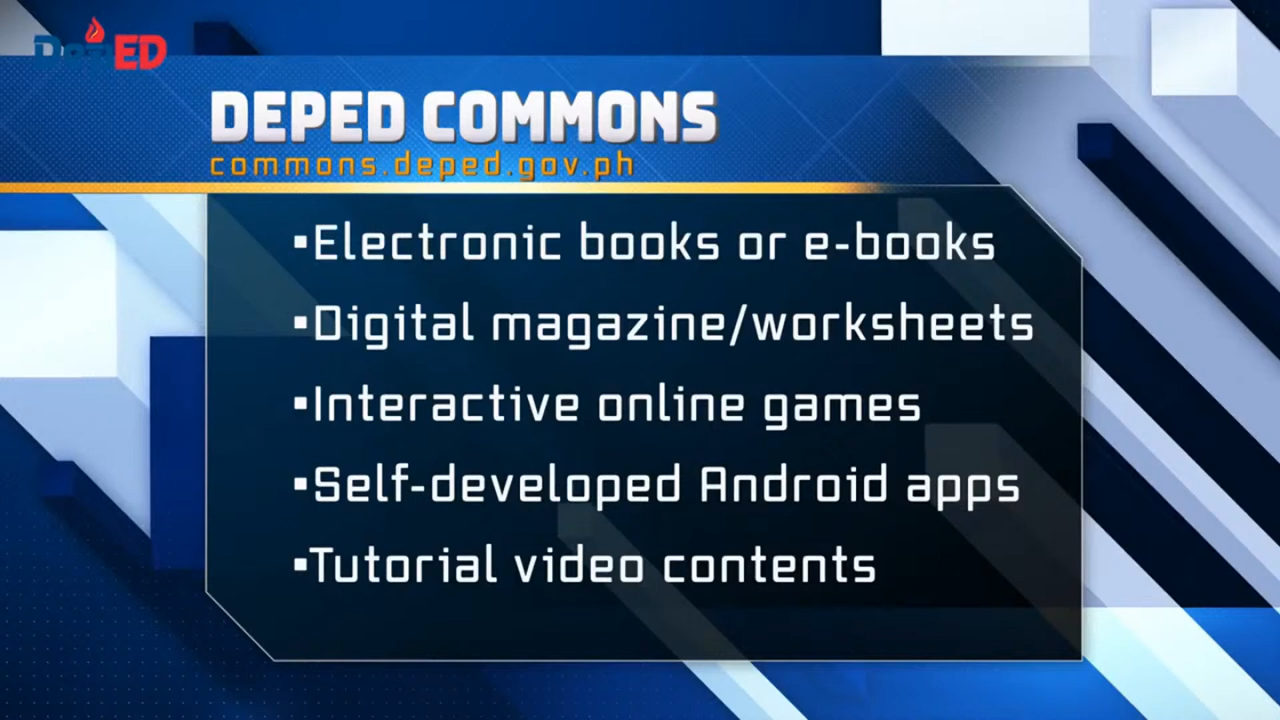 DepED
DEPED COMMONS
commons.deped.gov.ph
▪Electronic books or e-books
▪Digital magazine/worksheets
▪Interactive online games
▪Self-developed Android apps
▪Tutorial video contents